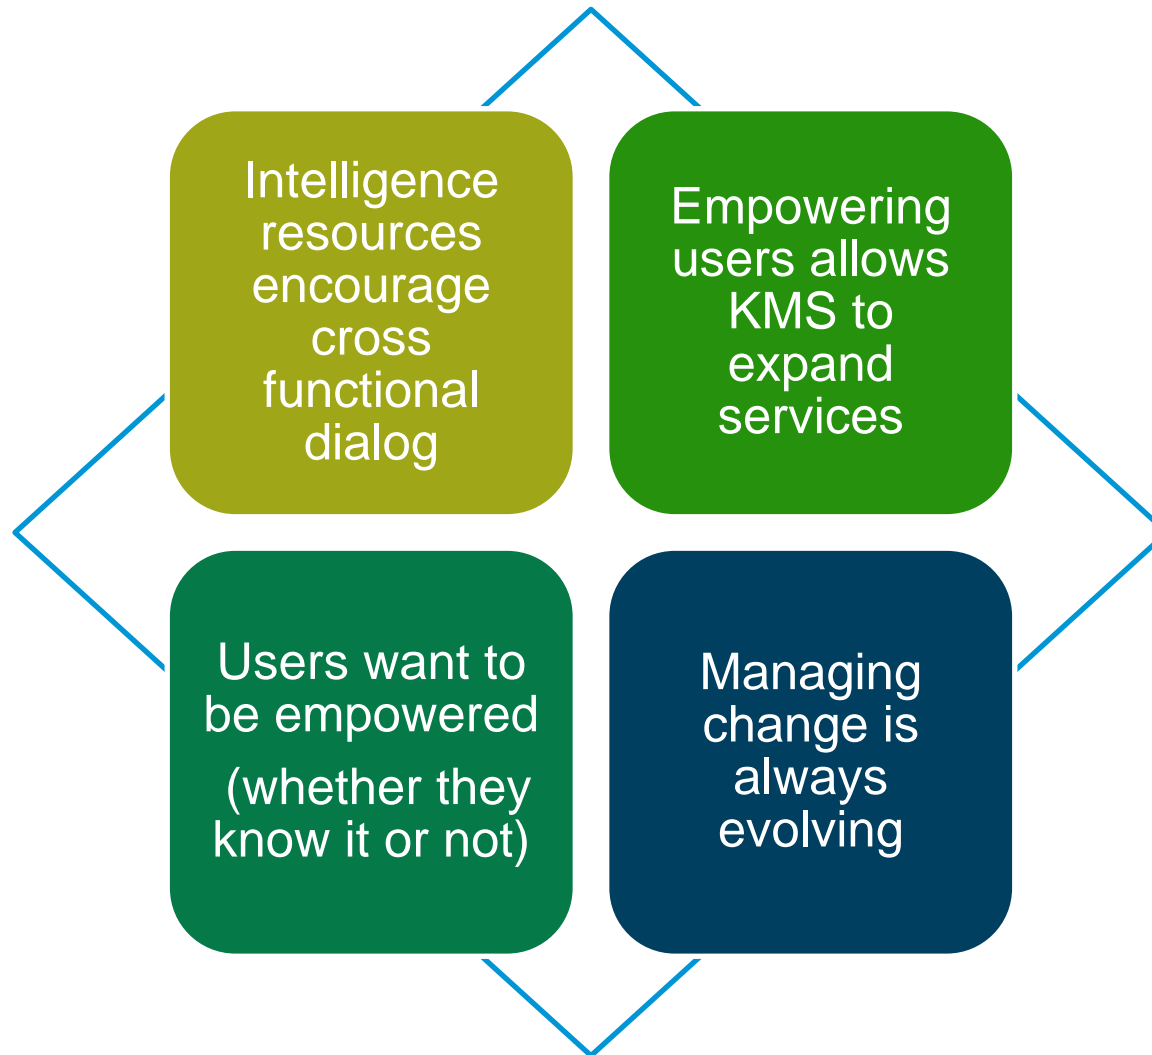 Intelligence
resources
encourage
cross
functional
dialog
Empowering
users allows
KMS to
expand
services
Users want to
be empowered
(whether they
know it or not)
Managing
change is
always
evolving